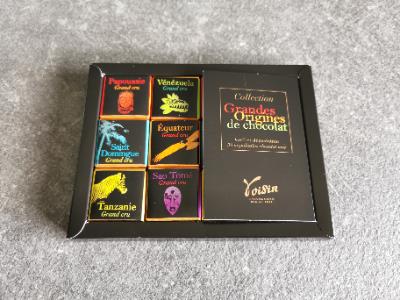 Papouasie
Grand cru
Vénézuela
Grand cru
Saint
Domingue
Grand cru
Équateur
Grand cru
Tanzanie
Grand cru
Sao Tomé
Grand cru
Collection
Grandes
Origines
de chocolat
Voisin